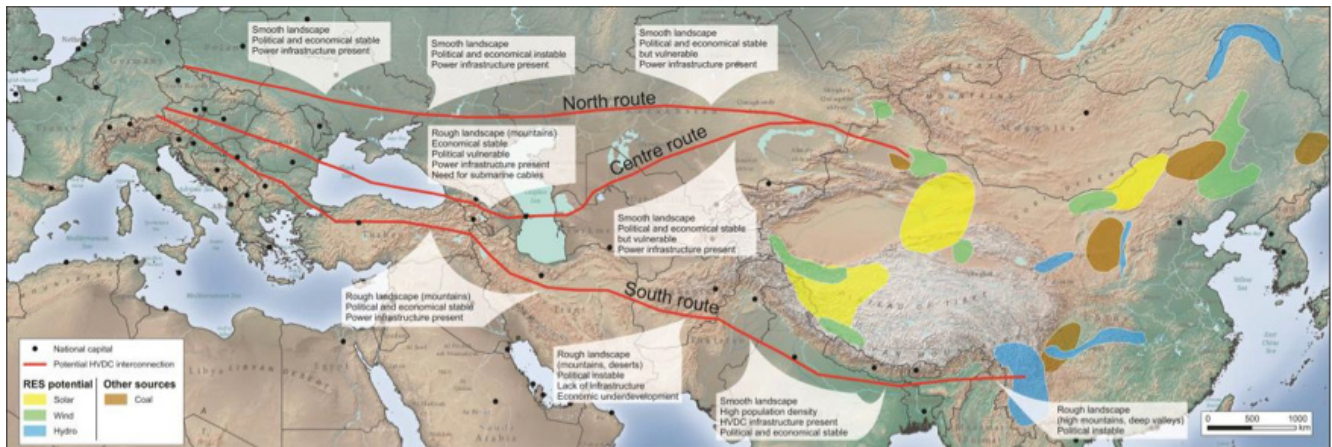 Smooth landscape
Political and economical stable
Power infrastructure present
Smooth landscape
Political and economical instable
Power infrastructure present
Smooth landscape
Political and economical stable
but vulnerable
Power infrastructure present
North route
Rough landscape (mountains)
Economical stable
Political vulnerable
Power infrastructure present
Need for submarine cables
Centre route
Smooth landscape
Political and economical stable
but vulnerable
Power infrastructure present
Rough landscape (mountains)
Political and economical stable
Power infrastructure present
South route
Rough landscape
(mountains, deserts)
Political instable
Lack of Infrastructure
Economic underdevelopment
Smooth landscape
High population density
HVDC infrastructure present
Political and economical stable
Rough landscape
(high mountains, deep valleys)
Political instable
National capital
Potential HVDC interconnection
RES potential
Other sources
Solar
Coal
Wind
Hydro
0 500 1000
km
Mediterranean Sea
LIBYAN DESERT